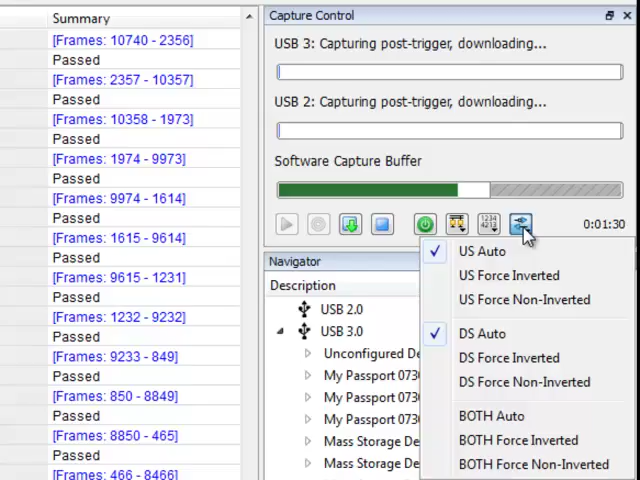 Summary
[Frames: 10740 - 2356]
Passed
[Frames: 2357 - 10357]
Passed
[Frames: 10358 - 1973]
Passed
[Frames: 1974 - 9973]
Passed
[Frames: 9974 - 1614]
Passed
[Frames: 1615 - 9614]
Passed
[Frames: 9615 - 1231]
Passed
[Frames: 1232 - 9232]
Passed
[Frames: 9233 - 849]
Passed
[Frames: 850 - 8849]
Passed
[Frames: 8850 - 465]
Passed
[Frames: 466 - 8466]
Capture Control
USB 3: Capturing post-trigger, downloading...
USB 2: Capturing post-trigger, downloading...
Software Capture Buffer
1234
4213
0:01:30
Navigator
Description
USB 2.0
USB 3.0
Unconfigured De
My Passport 073
My Passport 073
My Passport 073
Mass Storage De
Mass Storage De
US Auto
US Force Inverted
US Force Non-Inverted
DS Auto
DS Force Inverted
DS Force Non-Inverted
BOTH Auto
BOTH Force Inverted
BOTH Force Non-Inverted